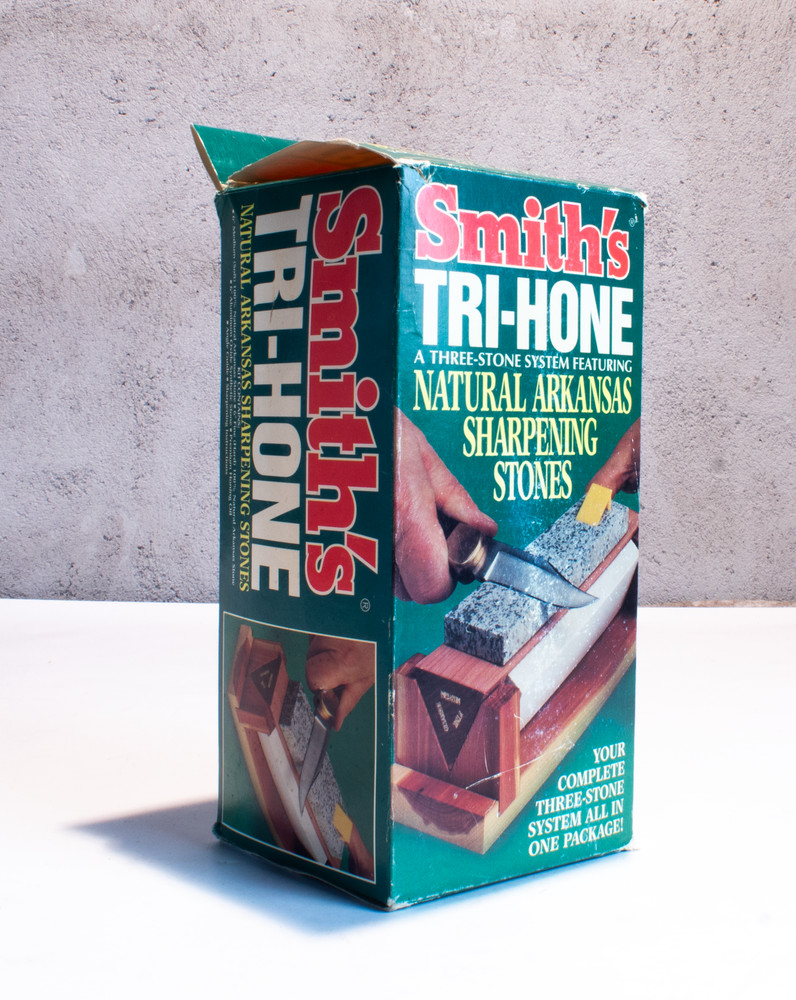 Smith's®
TRI-HONE
A THREE-STONE SYSTEM FEATURING
NATURAL ARKANSAS
SHARPENING
STONES
YOUR
COMPLETE
THREE-STONE
SYSTEM ALL IN
ONE PACKAGE!
Smith's®
TRI-HONE
NATURAL ARKANSAS SHARPENING STONES